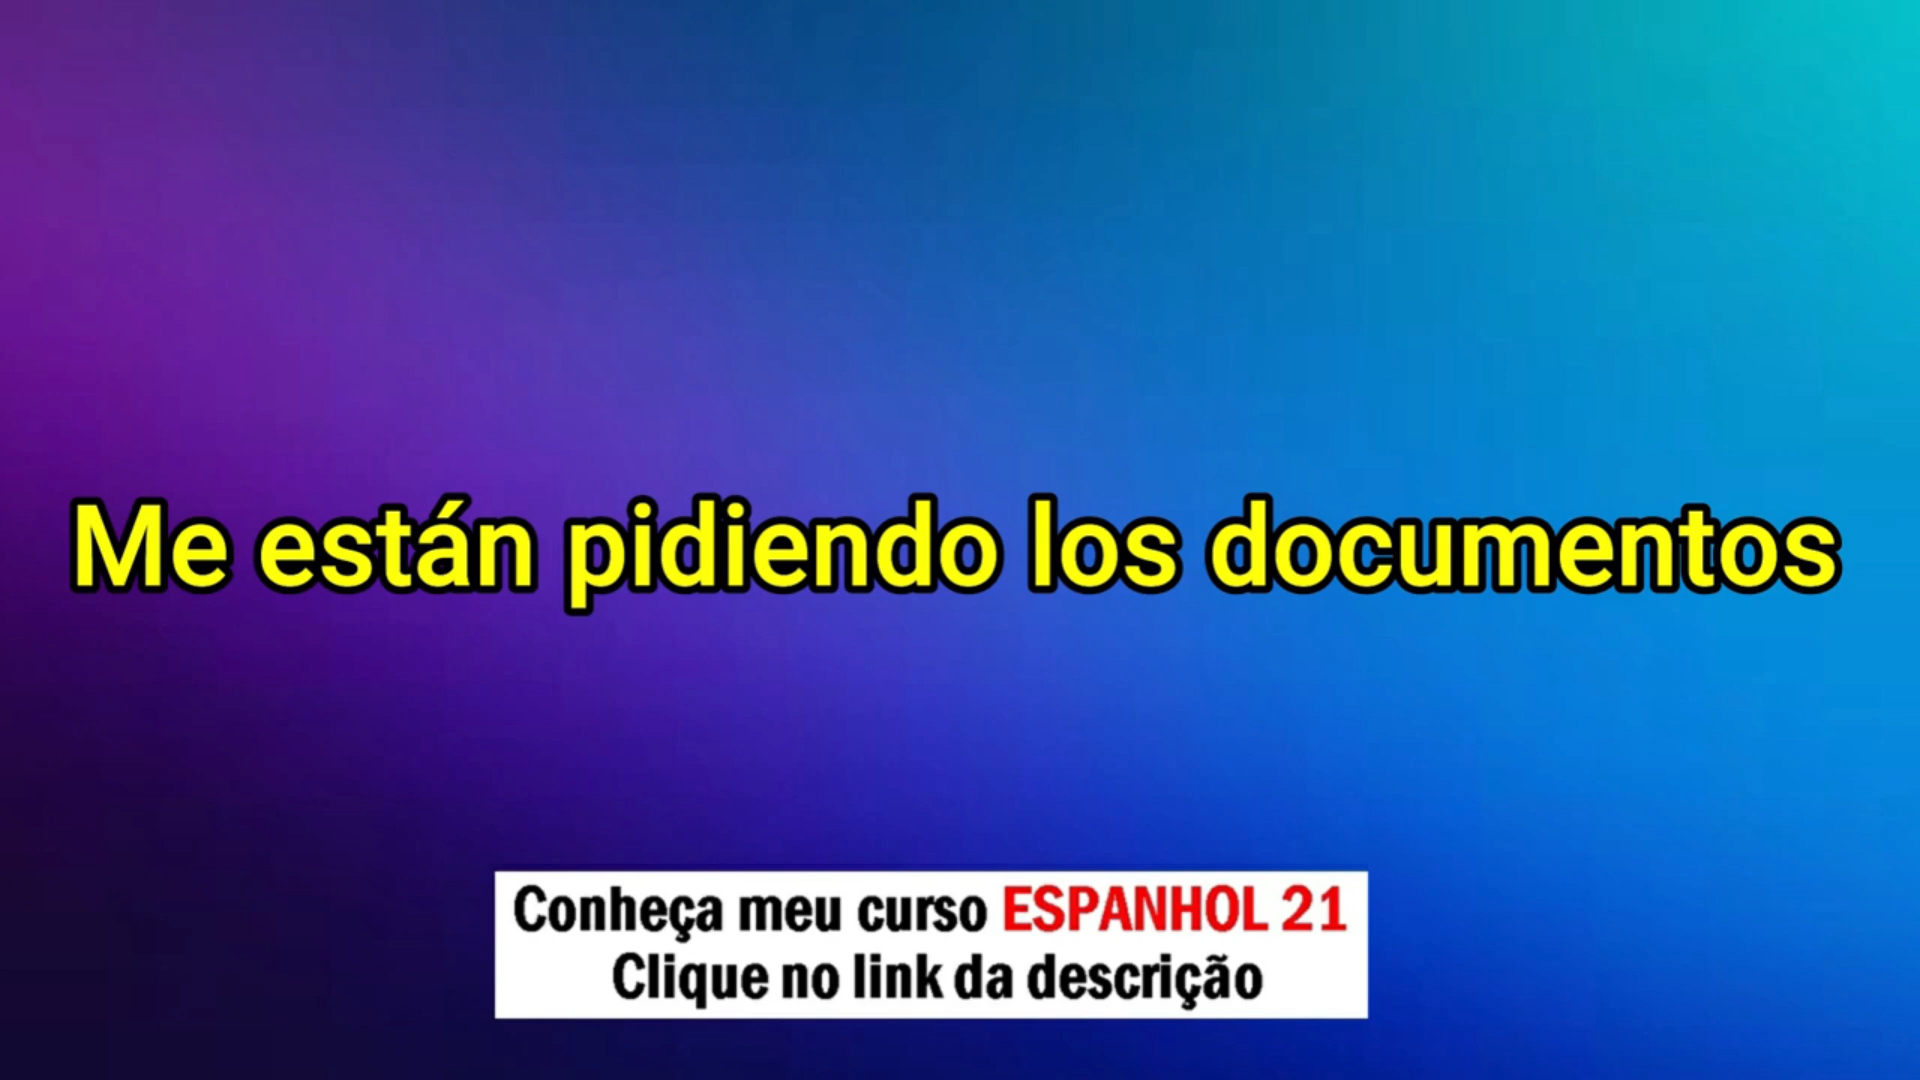 Me están pidiendo los documentos
Conheça meu curso ESPANHOL 21
Clique no link da descrição